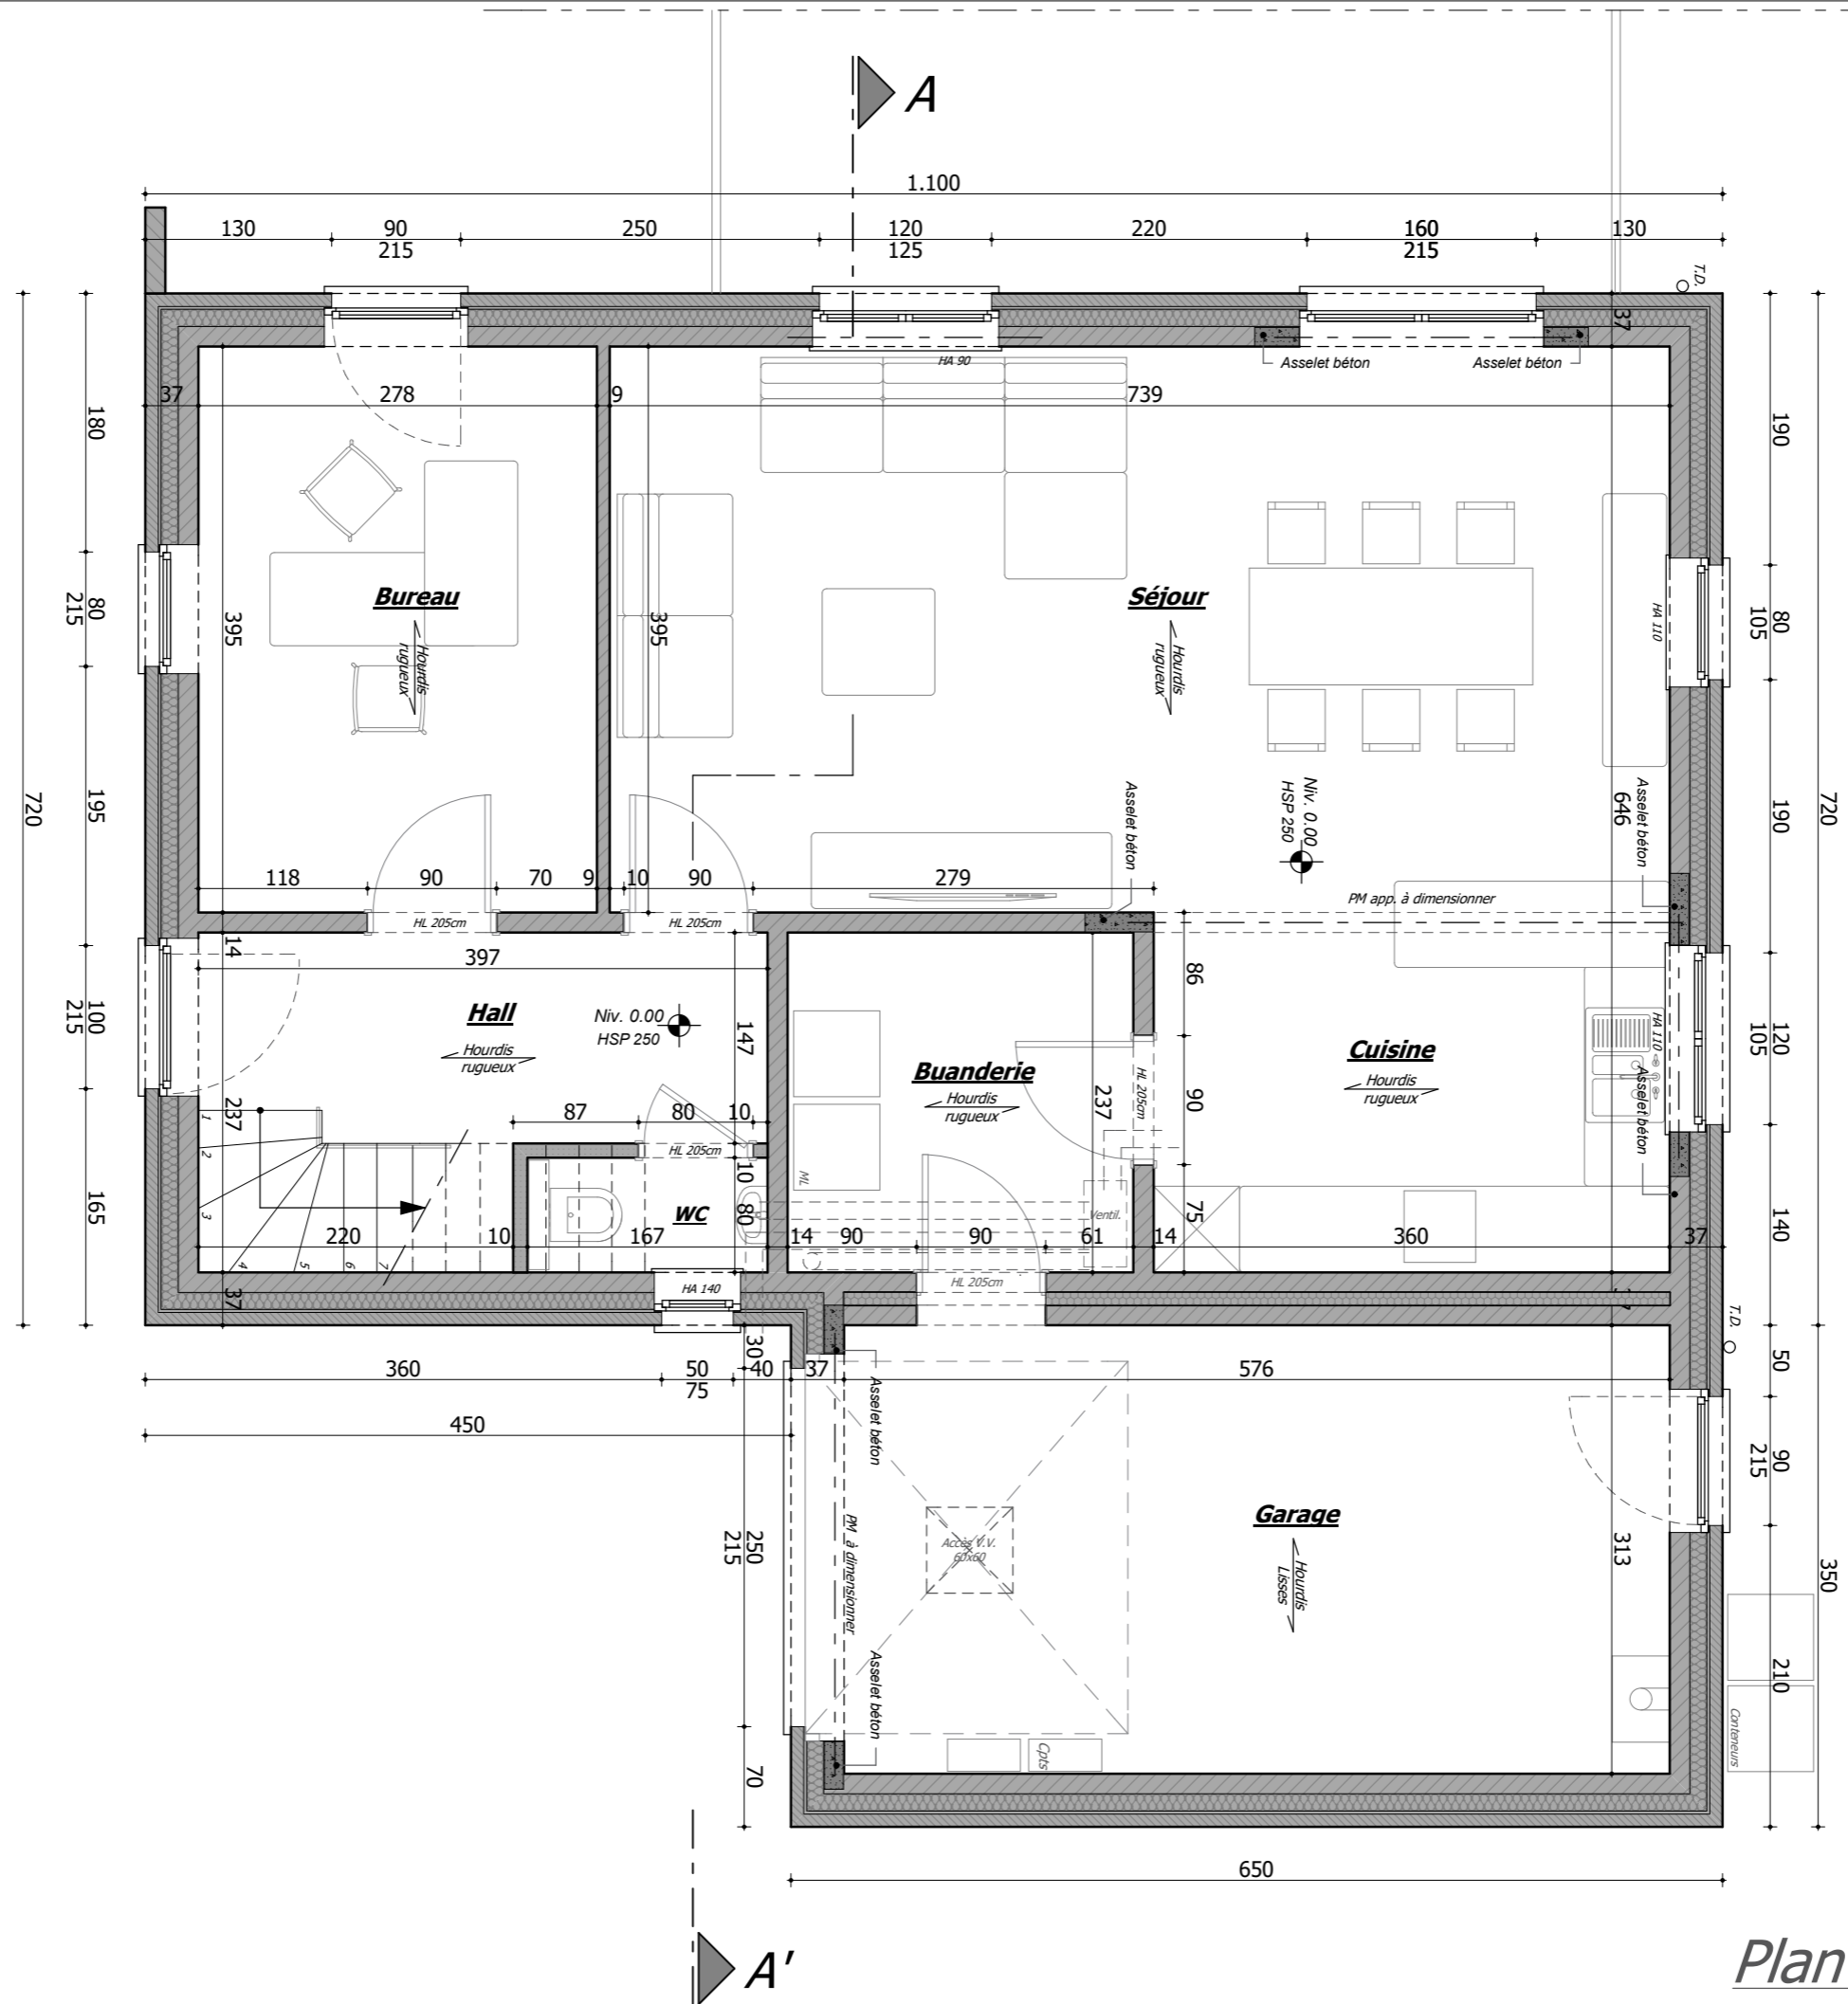 A
1.100
130
90
250
120
220
160
130
215
125
215
T.D.
37
HA 90
Asselet béton
Asselet béton
37
278
9
739
180
190
80
215
80
105
HA 110
Bureau
Hourdis
rugueux
Séjour
Hourdis
rugueux
395
395
720
195
190
720
Asselet béton
Niv. 0.00
HSP 250
646
Asselet béton
118
90
70
9
10
90
279
PM app. à dimensionner
HL 205cm
HL 205cm
14
397
86
100
215
Hall
Niv. 0.00
HSP 250
Hourdis
rugueux
147
Buanderie
Hourdis
rugueux
237
HL 205cm
90
Cuisine
Hourdis
rugueux
HA 110
Asselet béton
120
105
237
87
80
10
HL 205cm
1
2
3
4
5
6
7
ML
10
80
WC
Ventil.
75
165
140
220
10
167
14
90
90
61
14
360
37
37
HA 140
HL 205cm
T.D.
30
360
50
40
37
576
75
50
450
Asselet béton
90
215
250
215
PM à dimensionner
Accès V.V.
60x60
Garage
Hourdis
Lisses
313
350
Asselet béton
210
70
Cpts
Conteneurs
650
A'
Plan